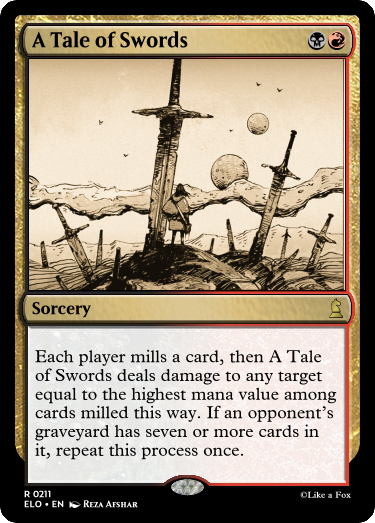 A Tale of Swords
Sorcery
Each player mills a card, then A Tale
of Swords deals damage to any target
equal to the highest mana value among
cards milled this way. If an opponent's
graveyard has seven or more cards in
it, repeat this process once.
R 0211
ELO • EN Reza Afshar
©Like a Fox